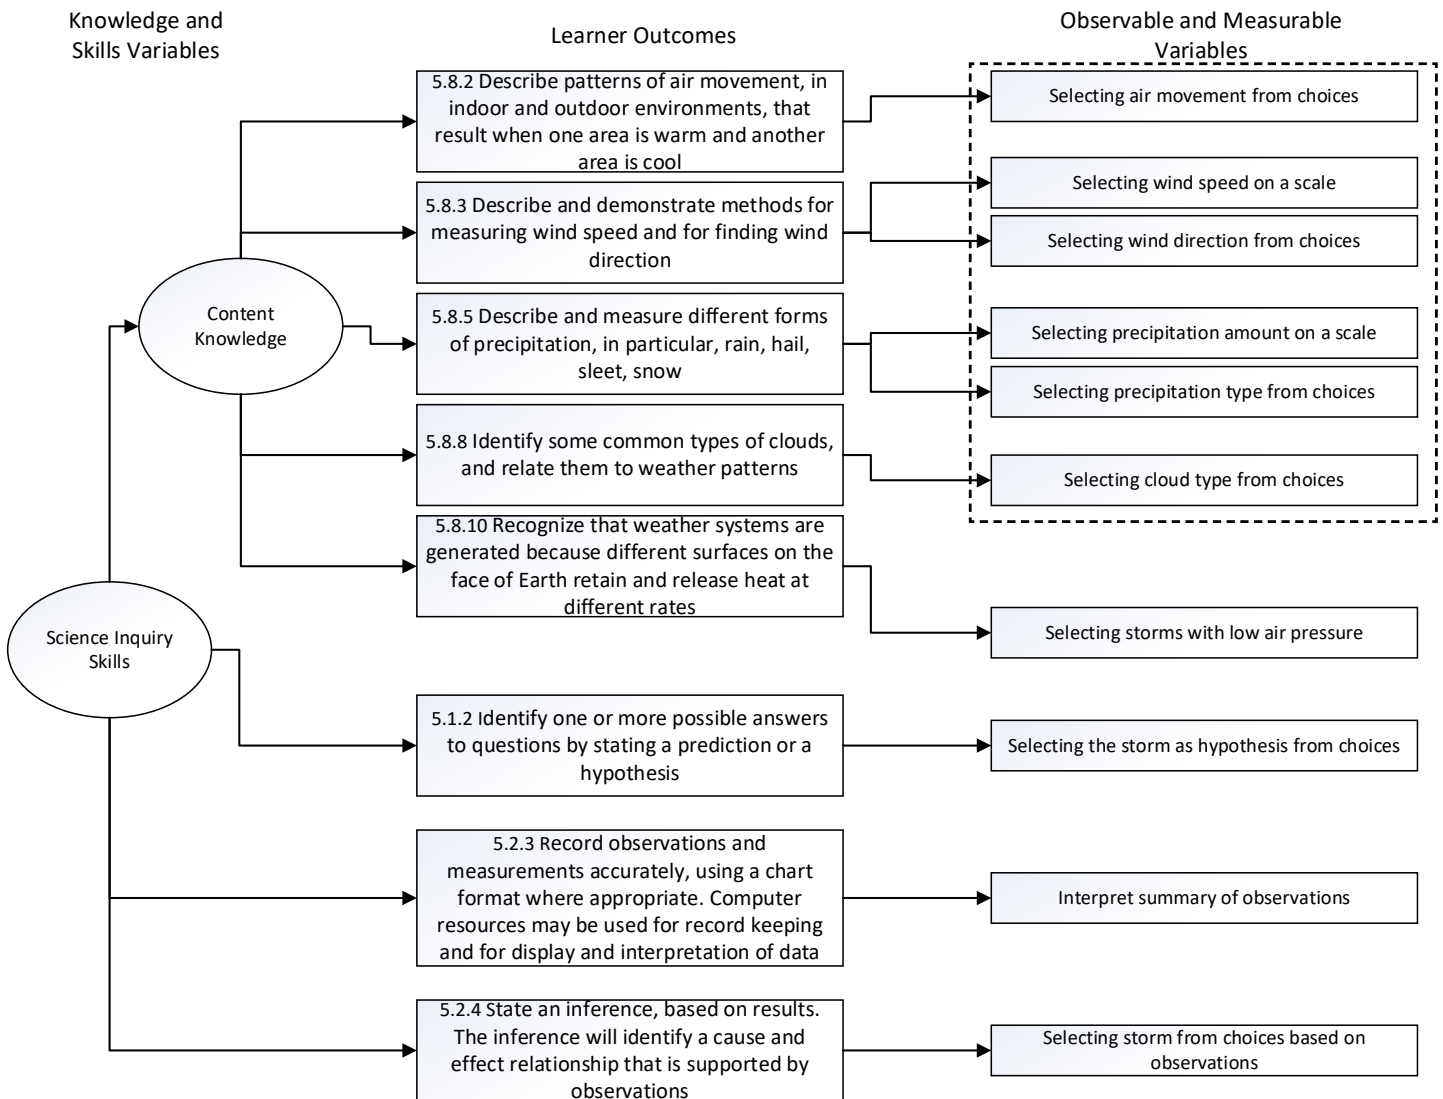 Knowledge and
Skills Variables
Learner Outcomes
Observable and Measurable
Variables
5.8.2 Describe patterns of air movement, in
indoor and outdoor environments, that
result when one area is warm and another
area is cool
Selecting air movement from choices
5.8.3 Describe and demonstrate methods for
measuring wind speed and for finding wind
direction
Selecting wind speed on a scale
Selecting wind direction from choices
Content
Knowledge
5.8.5 Describe and measure different forms
of precipitation, in particular, rain, hail,
sleet, snow
Selecting precipitation amount on a scale
Selecting precipitation type from choices
5.8.8 Identify some common types of clouds,
and relate them to weather patterns
Selecting cloud type from choices
5.8.10 Recognize that weather systems are
generated because different surfaces on the
face of Earth retain and release heat at
different rates
Selecting storms with low air pressure
Science Inquiry
Skills
5.1.2 Identify one or more possible answers
to questions by stating a prediction or a
hypothesis
Selecting the storm as hypothesis from choices
5.2.3 Record observations and
measurements accurately, using a chart
format where appropriate. Computer
resources may be used for record keeping
and for display and interpretation of data
Interpret summary of observations
5.2.4 State an inference, based on results.
The inference will identify a cause and
effect relationship that is supported by
observations
Selecting storm from choices based on
observations